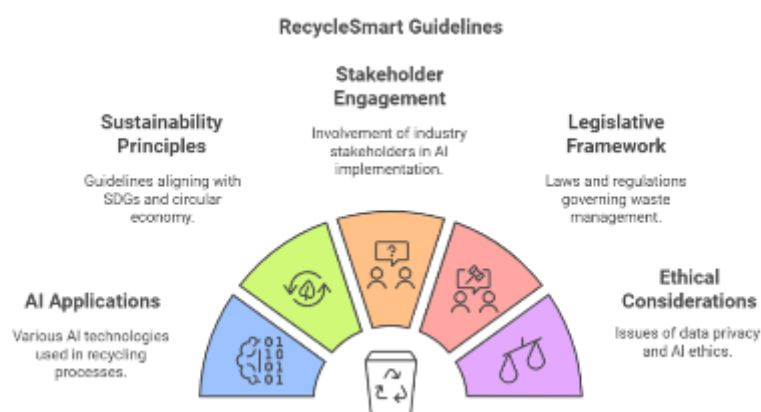 RecycleSmart Guidelines
Stakeholder
Engagement
Involvement of industry
stakeholders in AI
implementation.
Sustainability
Principles
Guidelines aligning with
SDGs and circular
economy.
Legislative
Framework
Laws and regulations
governing waste
management.
AI Applications
Various AI technologies
used in recycling
processes.
Ethical
Considerations
Issues of data privacy
and AI ethics.
?
01
10
01
01